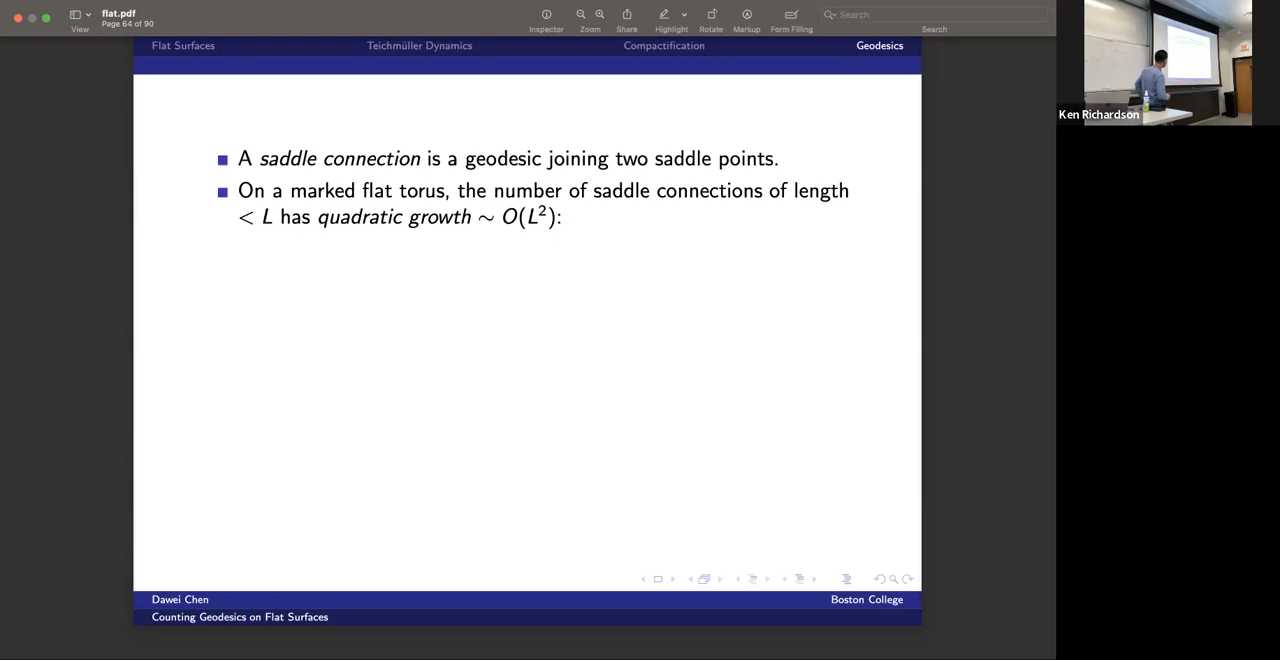 flat.pdf
Page 64 of 90
View
Inspector
Zoom
Share
Highlight
Rotate
Markup
Form Filling
Search
Search
Flat Surfaces Teichmüller Dynamics Compactification Geodesics
A saddle connection is a geodesic joining two saddle points.
On a marked flat torus, the number of saddle connections of length
< L has quadratic growth ∼ O(L²):
Dawei Chen Boston College
Counting Geodesics on Flat Surfaces
Ken Richardson